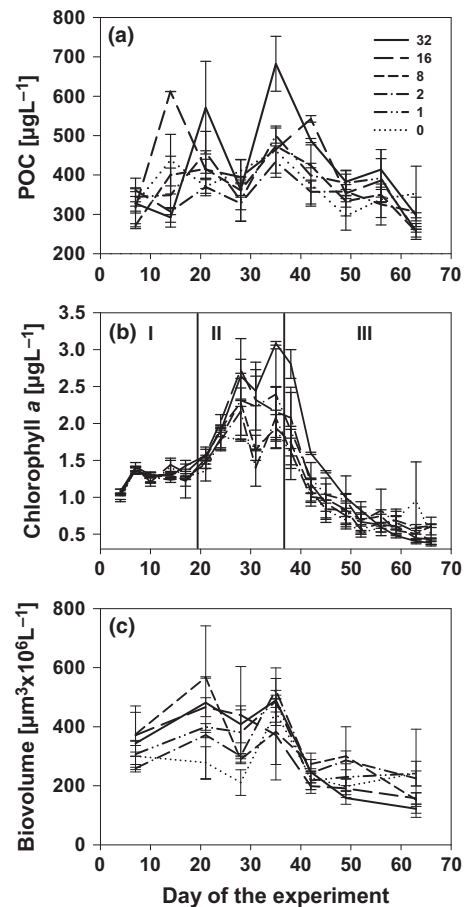 (a)
800
700
600
500
400
300
200
POC [µgL⁻¹]
32
16
8
2
1
0
0 10 20 30 40 50 60 70
(b)
I II III
3.5
3.0
2.5
2.0
1.5
1.0
0.5
Chlorophyll a [µgL⁻¹]
0 10 20 30 40 50 60 70
(c)
800
600
400
200
0
Biovolume [µm³x10⁶L⁻¹]
0 10 20 30 40 50 60 70
Day of the experiment